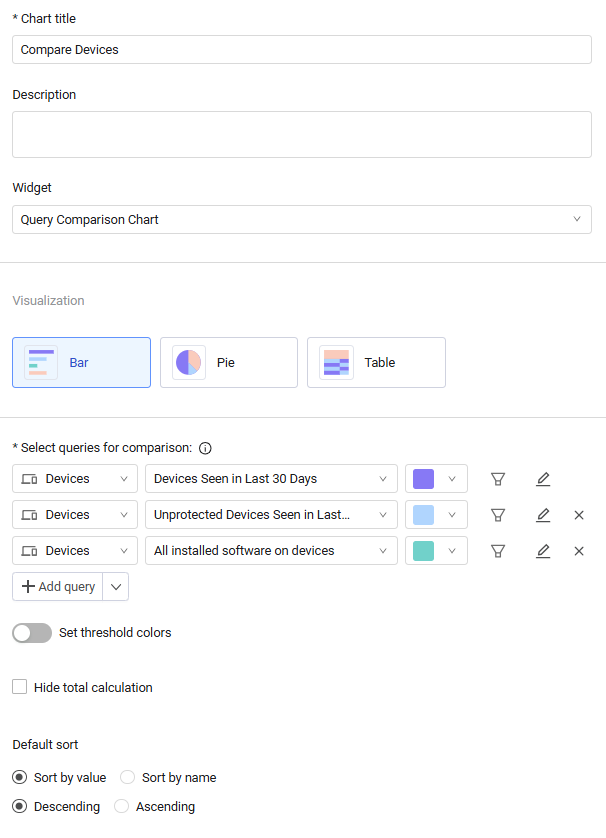 * Chart title
Compare Devices
Description
Widget
Query Comparison Chart
Visualization
Bar Pie Table
* Select queries for comparison:
Devices Devices Seen in Last 30 Days
Devices Unprotected Devices Seen in Last...
Devices All installed software on devices
Add query
Set threshold colors
Hide total calculation
Default sort
Sort by value Sort by name
Descending Ascending